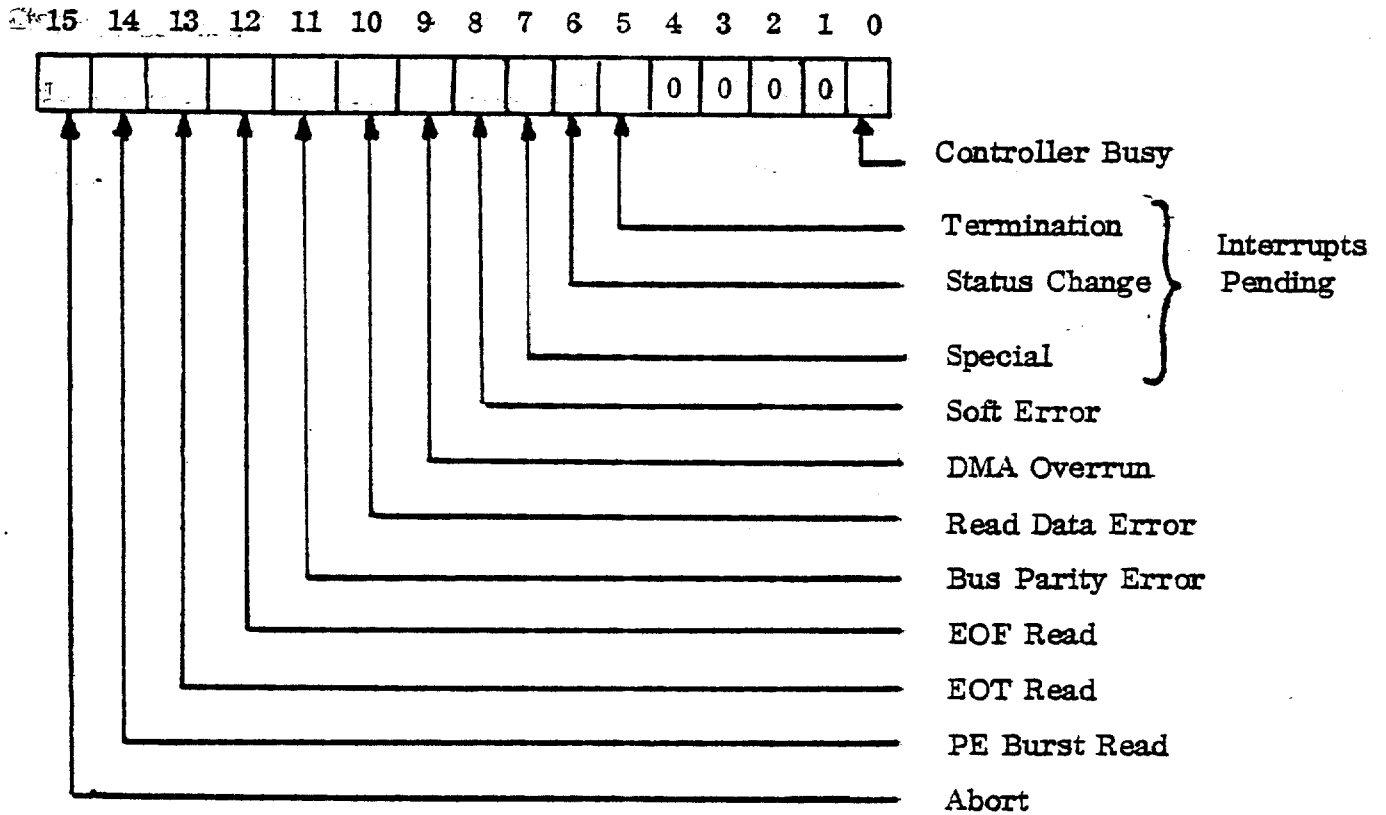 15 14 13 12 11 10 9 8 7 6 5 4 3 2 1 0
0 0 0 0
Controller Busy
Termination
Interrupts
Status Change
Pending
Special
Soft Error
DMA Overrun
Read Data Error
Bus Parity Error
EOF Read
EOT Read
PE Burst Read
Abort